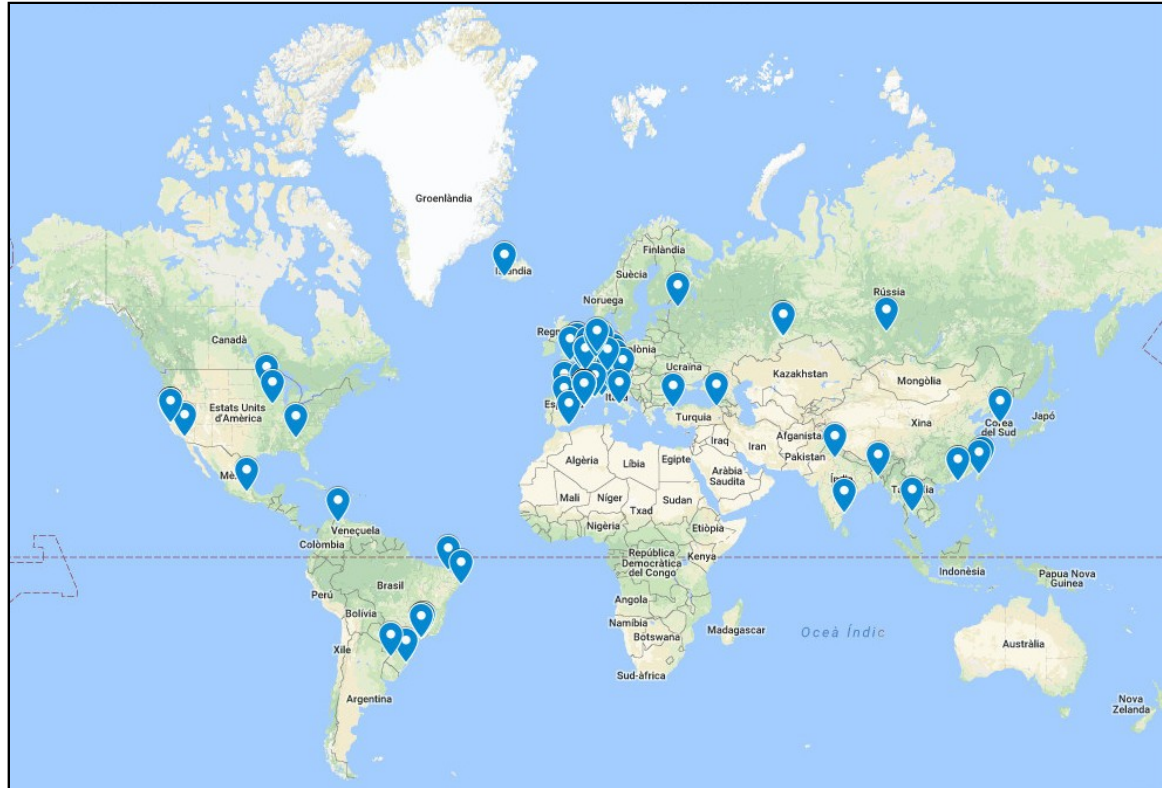 Groenlàndia
Finlàndia
Suècia
Noruega
Rússia
Canadà
Ucraïna
Kazakhstan
Mongòlia
Estats Units
d'Amèrica
Turquia
Xina
Japó
Corea
del Sud
Afganistan
Iraq
Iran
Pakistan
Algèria
Líbia
Egipte
Aràbia
Saudita
Mali
Níger
Sudan
Txad
Nigèria
Etiòpia
Veneçuela
Colòmbia
República
Democràtica
del Congo
Kenya
Indonèsia
Papua Nova
Guinea
Perú
Brasil
Angola
Bolívia
Namíbia
Botswana
Madagascar
Oceà Índic
Xile
Sud-àfrica
Austràlia
Argentina
Nova
Zelanda